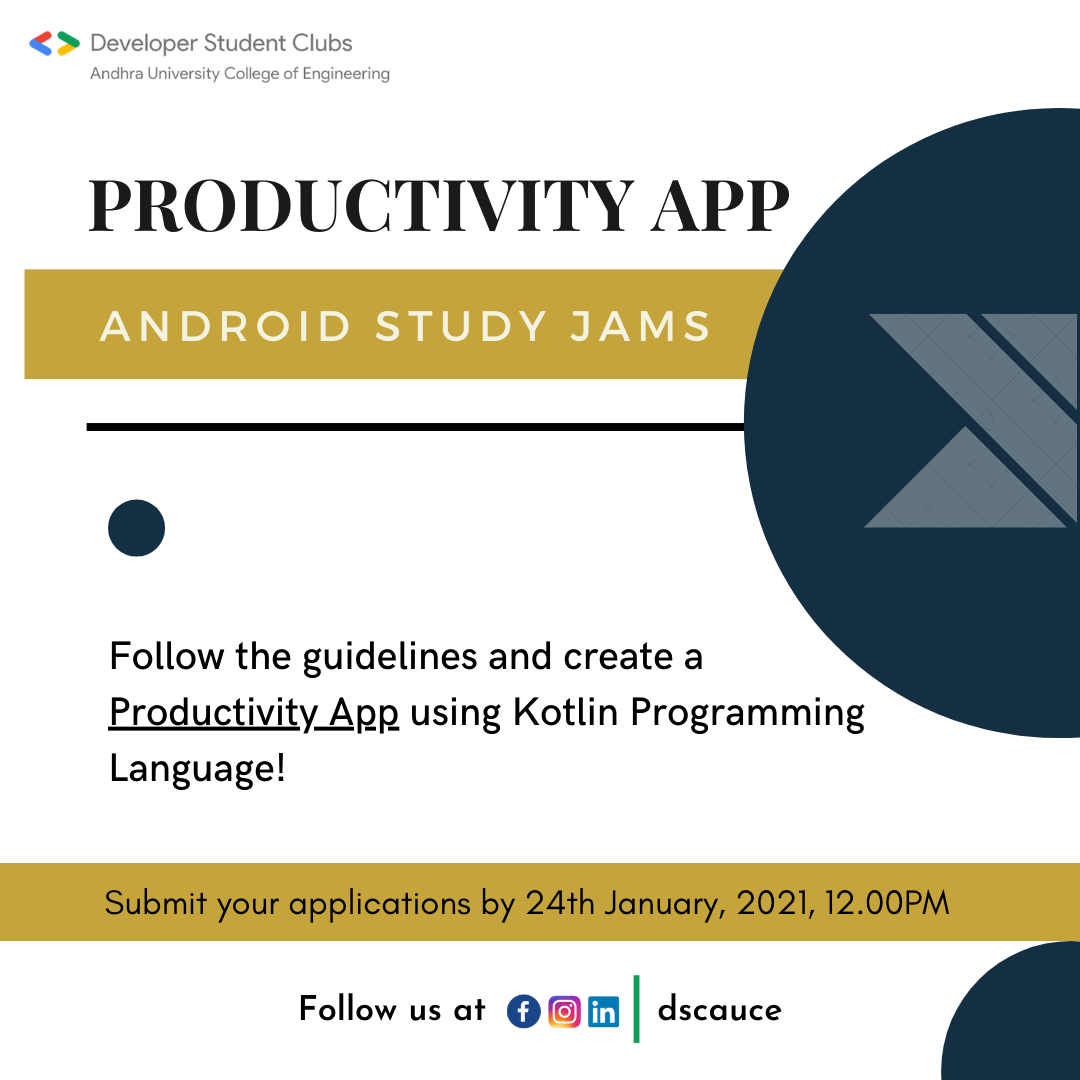 Developer Student Clubs
Andhra University College of Engineering
PRODUCTIVITY APP
ANDROID STUDY JAMS
Follow the guidelines and create a
Productivity App using Kotlin Programming
Language!
Submit your applications by 24th January, 2021, 12.00PM
Follow us at f in dscauce